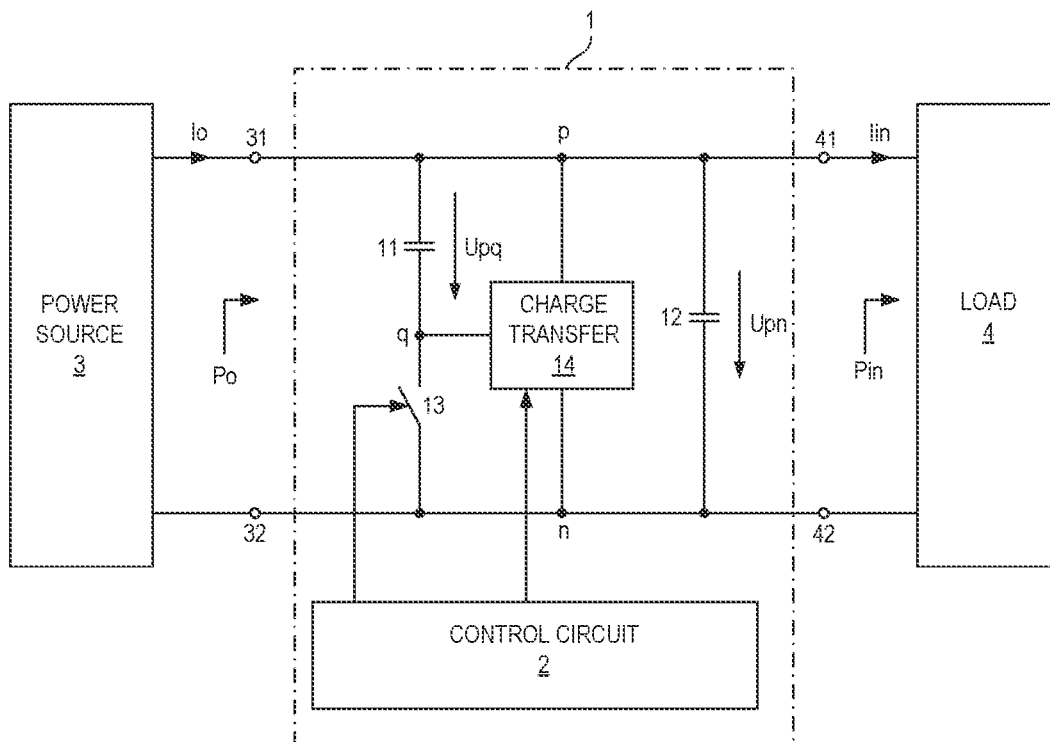 1
Io
31
p
41
Iin
11
Upq
POWER
SOURCE
3
CHARGE
TRANSFER
14
12
Upn
LOAD
4
q
Po
Pin
13
32
n
42
CONTROL CIRCUIT
2